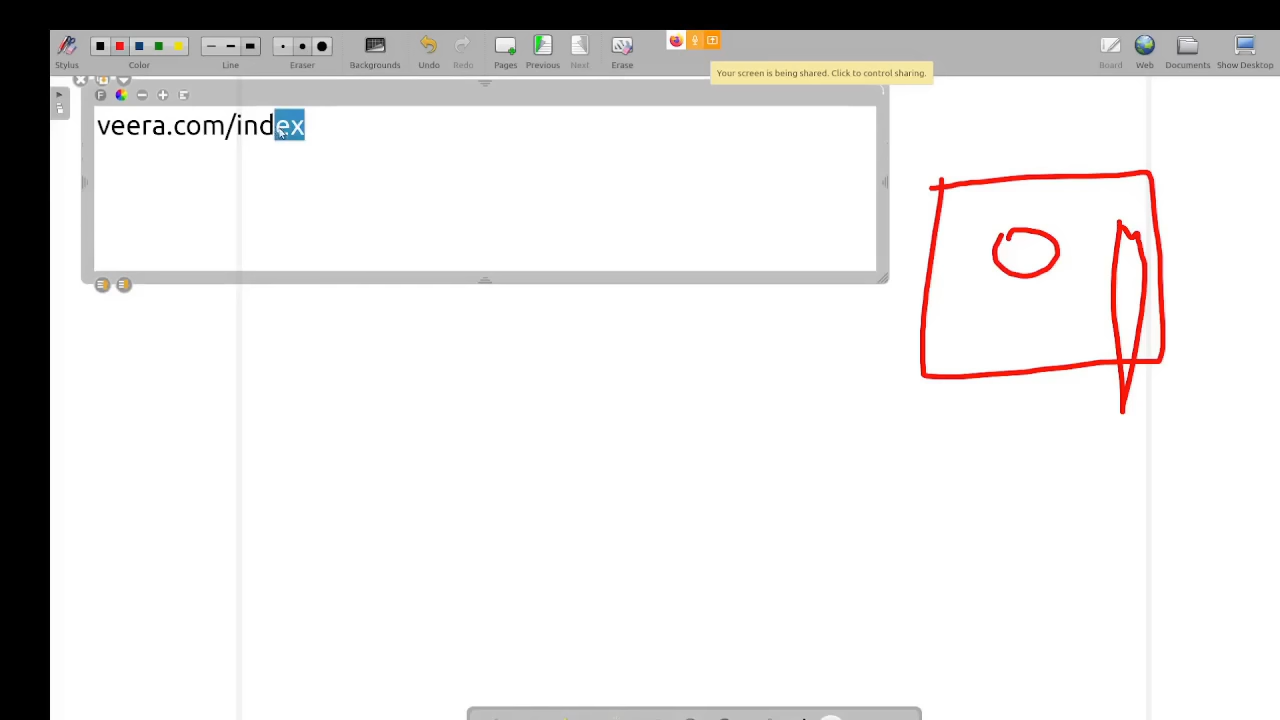 Stylus Color Line Eraser Backgrounds Undo Redo Pages Previous Next Erase Board Web Documents Show Desktop
Your screen is being shared. Click to control sharing.
F
veera.com/index